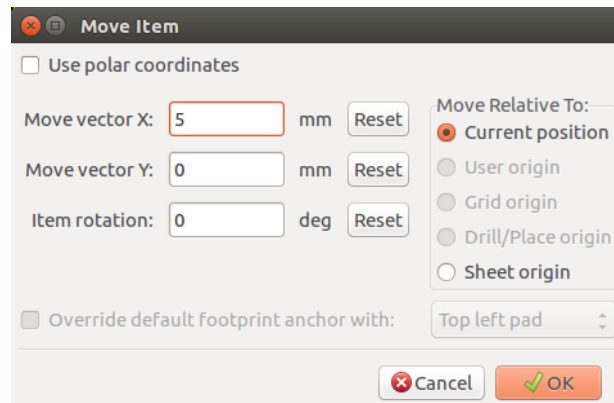 Move Item
Use polar coordinates
Move vector X: 5 mm Reset
Move vector Y: 0 mm Reset
Item rotation: 0 deg Reset
Move Relative To:
Current position
User origin
Grid origin
Drill/Place origin
Sheet origin
Override default footprint anchor with: Top left pad
Cancel OK